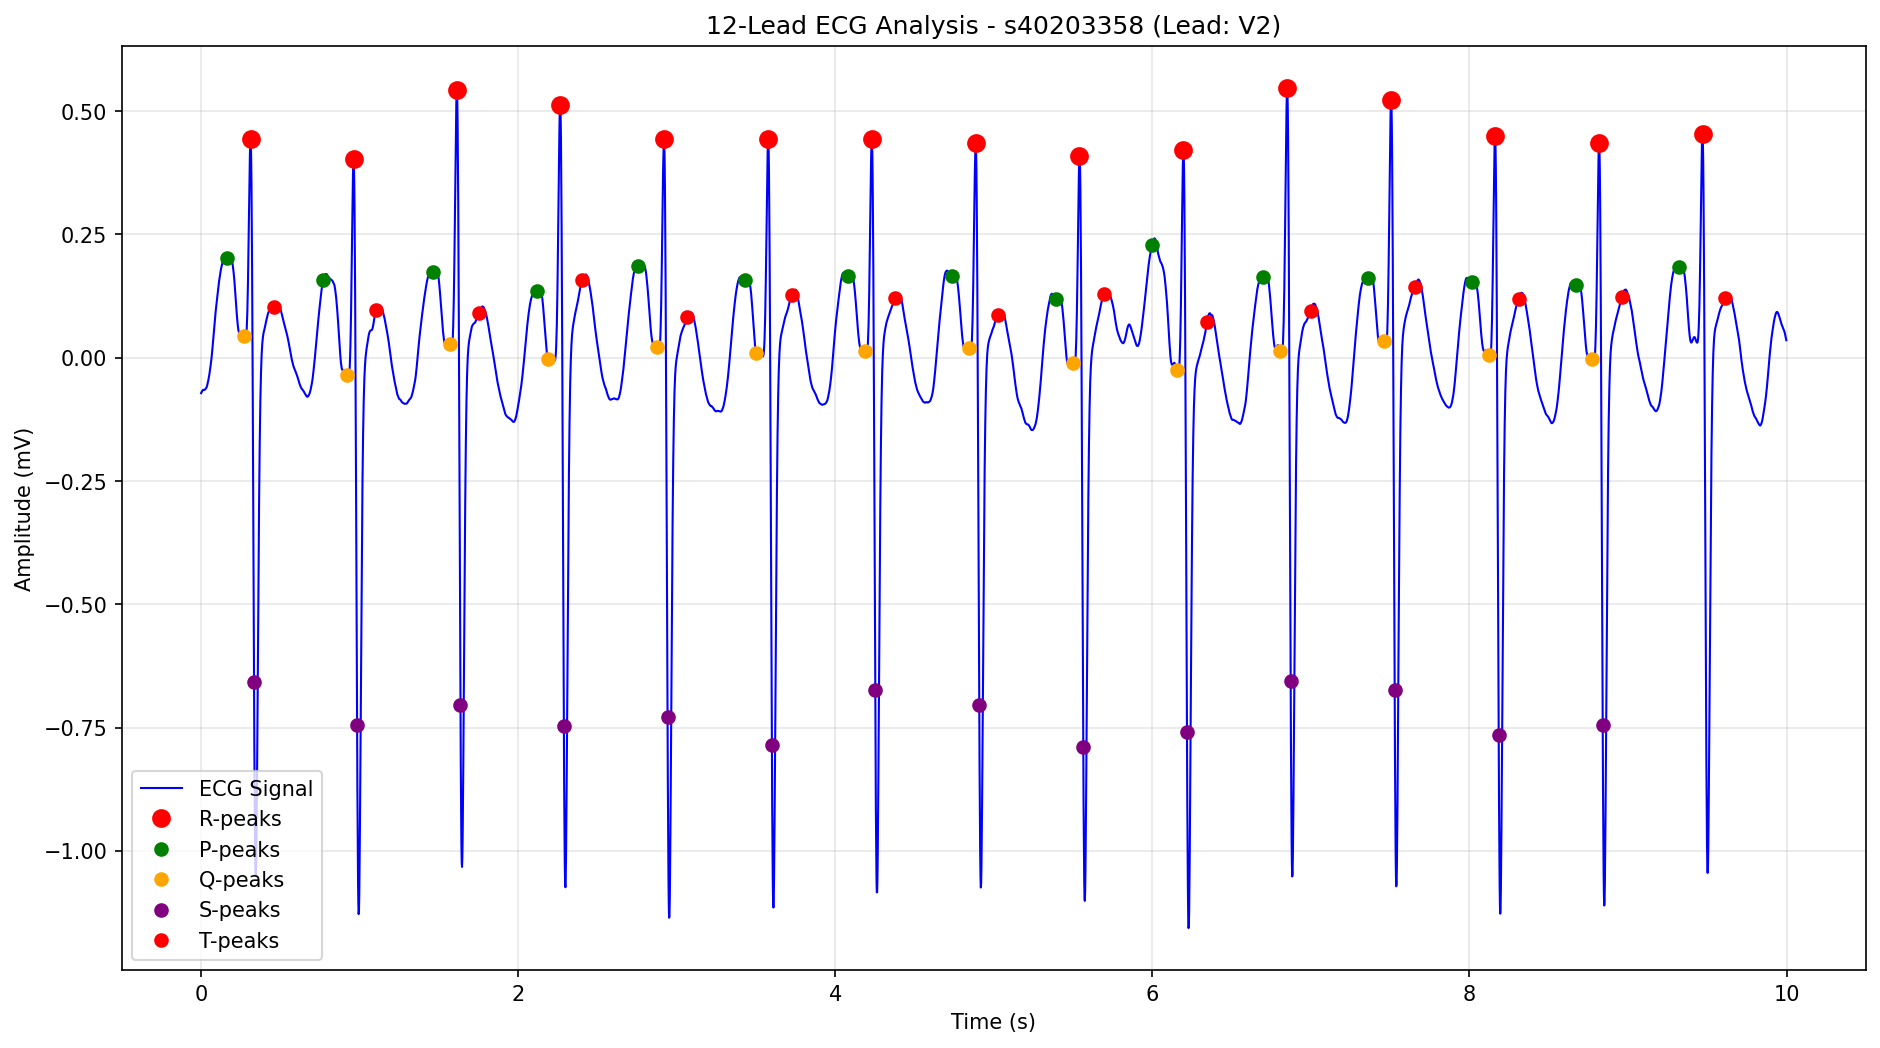 12-Lead ECG Analysis - s40203358 (Lead: V2)
0.50
0.25
0.00
−0.25
−0.50
−0.75
−1.00
Amplitude (mV)
ECG Signal
R-peaks
P-peaks
Q-peaks
S-peaks
T-peaks
0 2 4 6 8 10
Time (s)